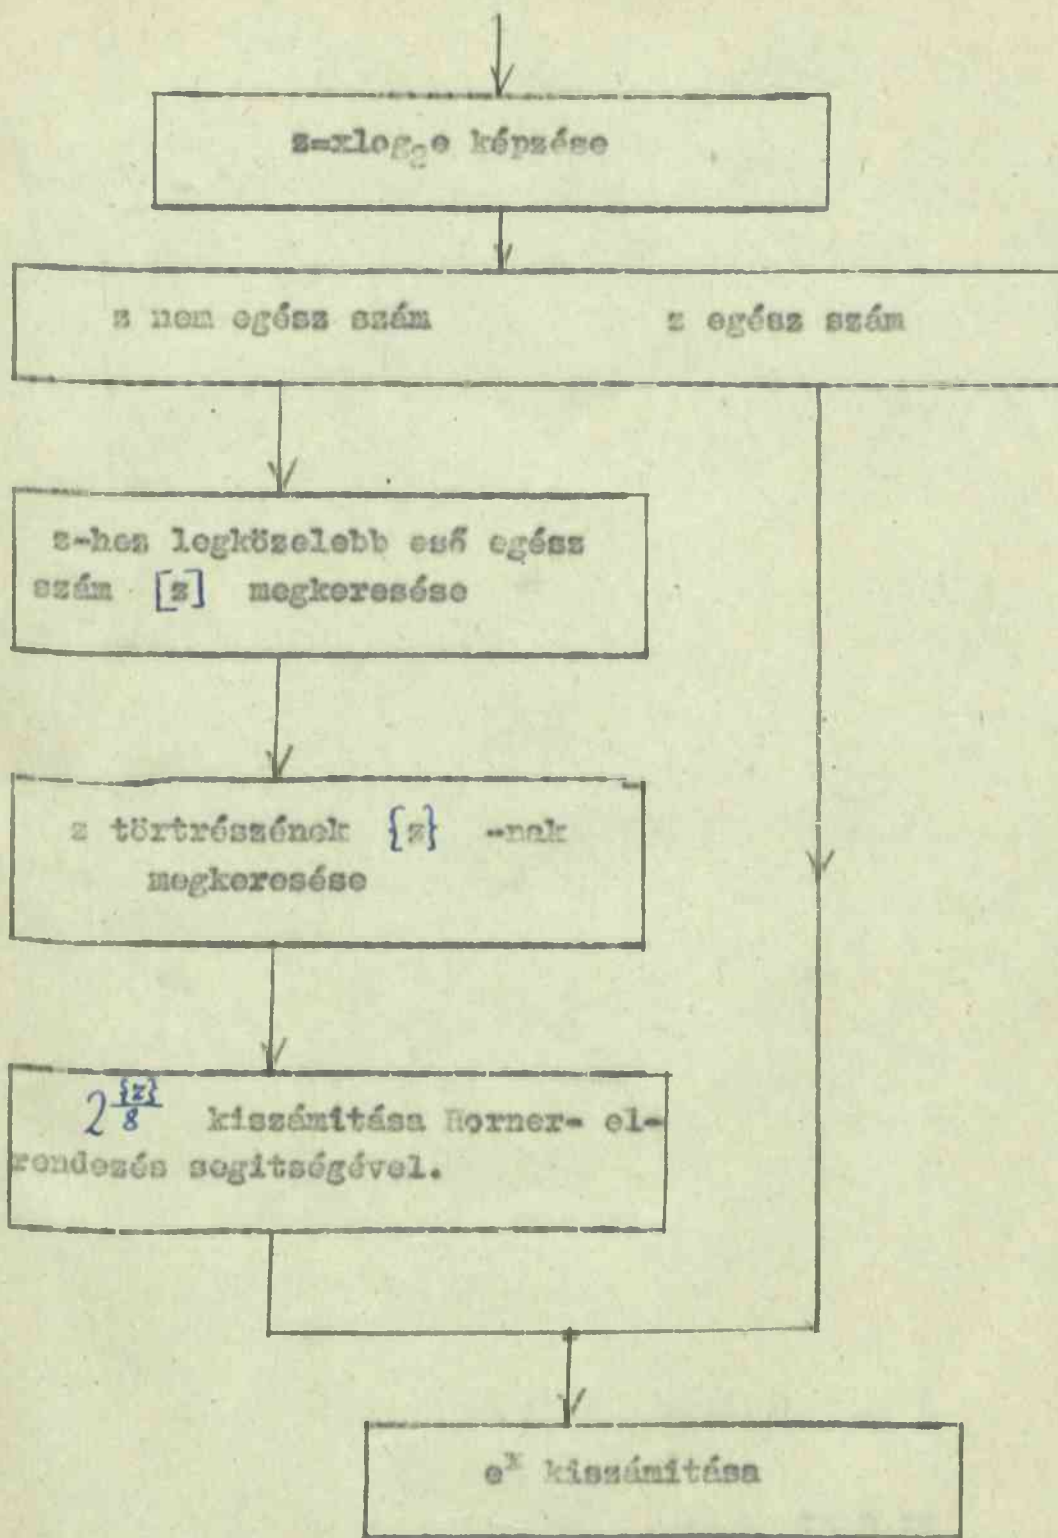 z=xlog₂e képzése
z nem egész szám z egész szám
z-hez legközelebb eső egész
szám [z] megkeresése
z törtrészének {z} -nak
megkeresése
2^{{z}/8} kiszámitása Horner- el-
rendezés segitségével.
eˣ kiszámitása